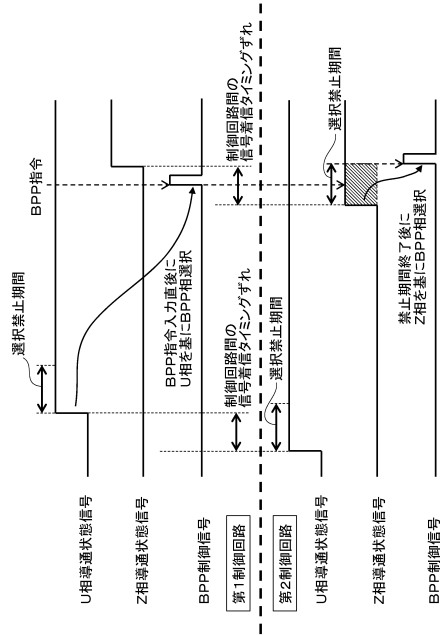 BPP指令
選択禁止期間
U相導通状態信号
Z相導通状態信号
BPP制御信号
BPP指令入力直後に
U相を基にBPP相選択
制御回路間の
信号着信タイミングずれ
制御回路間の
信号着信タイミングずれ
第1制御回路
第2制御回路
選択禁止期間
選択禁止期間
U相導通状態信号
Z相導通状態信号
BPP制御信号
禁止期間終了後に
Z相を基にBPP相選択